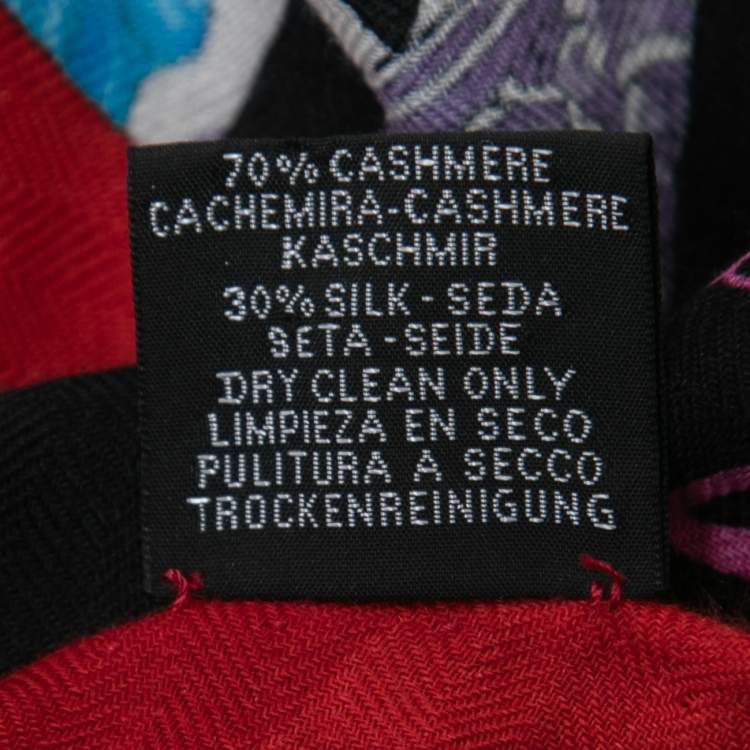 70% CASHMERE
CACHEMIRA-CASHMERE
KASCHMIR
30% SILK - SEDA
SETA - SEIDE
DRY CLEAN ONLY
LIMPIEZA EN SECO
PULITURA A SECCO
TROCKENREINIGUNG